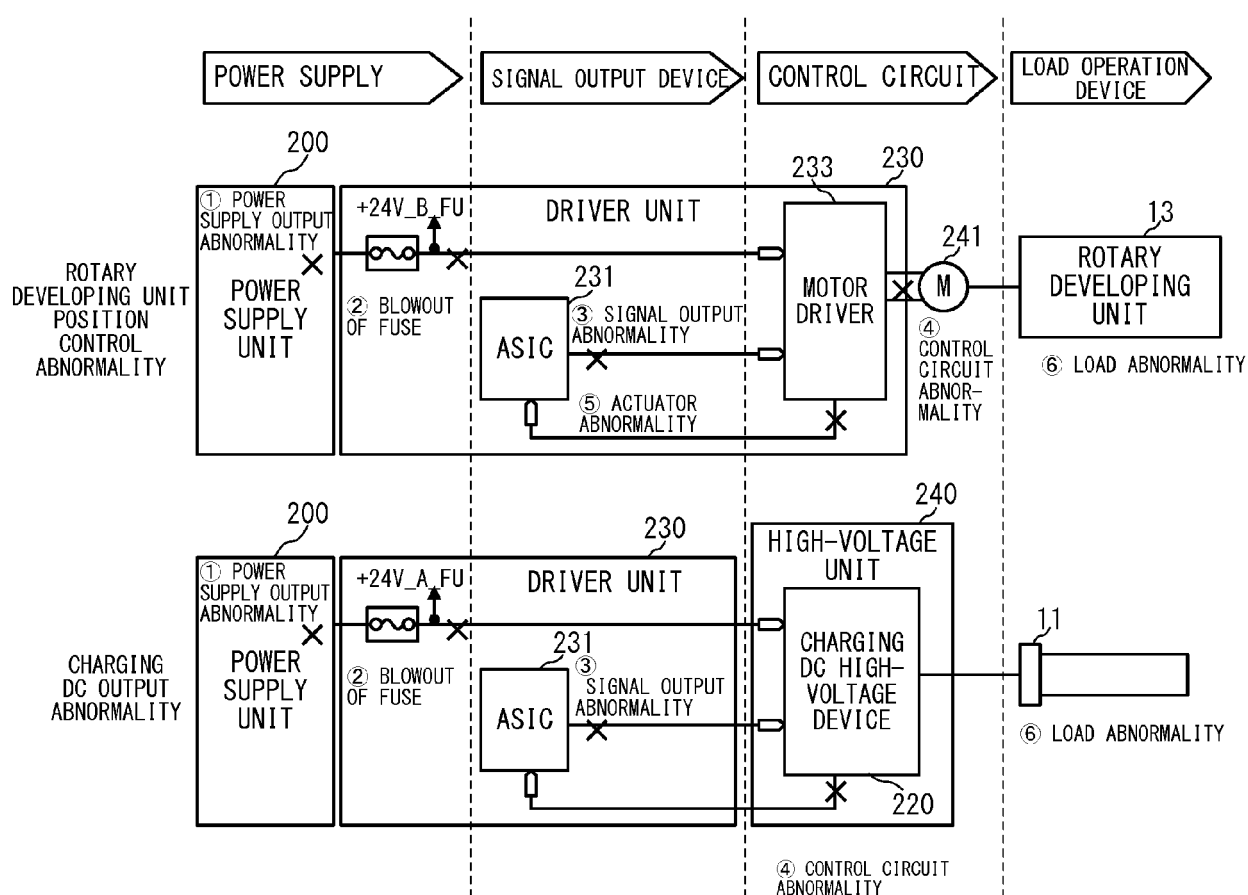 POWER SUPPLY
SIGNAL OUTPUT DEVICE
CONTROL CIRCUIT
LOAD OPERATION
DEVICE
ROTARY
DEVELOPING UNIT
POSITION
CONTROL
ABNORMALITY
200
① POWER
SUPPLY OUTPUT
ABNORMALITY
POWER
SUPPLY
UNIT
+24V_B_FU
② BLOWOUT
OF FUSE
DRIVER UNIT
230
231
ASIC
③ SIGNAL OUTPUT
ABNORMALITY
⑤ ACTUATOR
ABNORMALITY
233
MOTOR
DRIVER
241
M
④
CONTROL
CIRCUIT
ABNOR-
MALITY
13
ROTARY
DEVELOPING
UNIT
⑥ LOAD ABNORMALITY
CHARGING
DC OUTPUT
ABNORMALITY
200
① POWER
SUPPLY OUTPUT
ABNORMALITY
POWER
SUPPLY
UNIT
+24V_A_FU
② BLOWOUT
OF FUSE
DRIVER UNIT
230
231
ASIC
③
SIGNAL OUTPUT
ABNORMALITY
240
HIGH-VOLTAGE
UNIT
CHARGING
DC HIGH-
VOLTAGE
DEVICE
220
④ CONTROL CIRCUIT
ABNORMALITY
11
⑥ LOAD ABNORMALITY